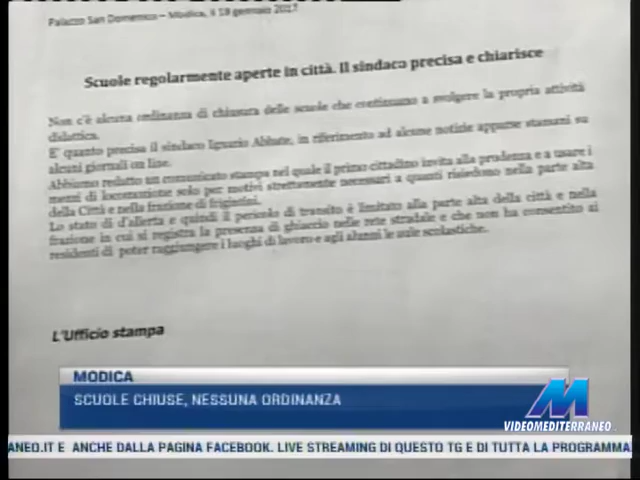 Palazzo San Domenico – Modica, il 18 gennaio 2017
Scuole regolarmente aperte in città. Il sindaco precisa e chiarisce
Non c'è alcuna ordinanza di chiusura delle scuole che continuano a svolgere la propria attività
didattica.
E' quanto precisa il sindaco Ignazio Abbate, in riferimento ad alcune notizie apparse stamani su
alcuni giornali on line.
Abbiamo redatto un comunicato stampa nel quale il primo cittadino invita alla prudenza e a usare i
mezzi di locomozione solo per motivi strettamente necessari a quanti risiedono nella parte alta
della Città e nella frazione di frigintini.
Lo stato di d'allerta e quindi il pericolo di transito è limitato alla parte alta della città e nella
frazione in cui si registra la presenza di ghiaccio nelle rete stradale e che non ha consentito ai
residenti di poter raggiungere i luoghi di lavoro e agli alunni le aule scolastiche.
L'Ufficio stampa
MODICA
SCUOLE CHIUSE, NESSUNA ORDINANZA
VIDEOMEDITERRANEO
ANEO.IT E ANCHE DALLA PAGINA FACEBOOK. LIVE STREAMING DI QUESTO TG E DI TUTTA LA PROGRAMMA